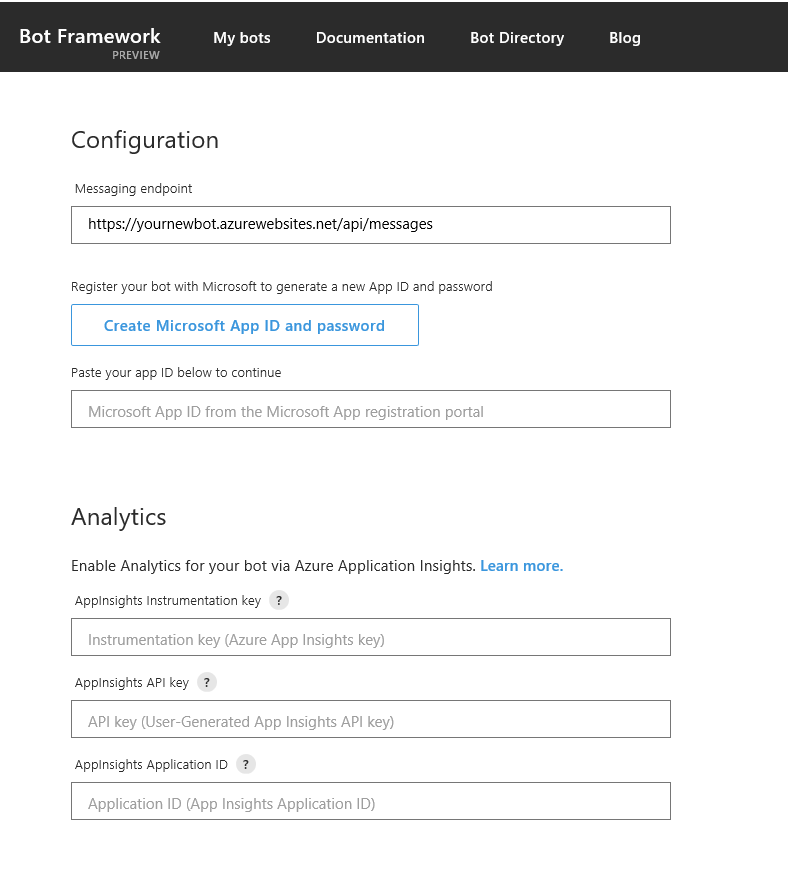 Bot Framework
PREVIEW
My bots
Documentation
Bot Directory
Blog
Configuration
Messaging endpoint
https://yournewbot.azurewebsites.net/api/messages
Register your bot with Microsoft to generate a new App ID and password
Create Microsoft App ID and password
Paste your app ID below to continue
Microsoft App ID from the Microsoft App registration portal
Analytics
Enable Analytics for your bot via Azure Application Insights. Learn more.
AppInsights Instrumentation key ?
Instrumentation key (Azure App Insights key)
AppInsights API key ?
API key (User-Generated App Insights API key)
AppInsights Application ID ?
Application ID (App Insights Application ID)